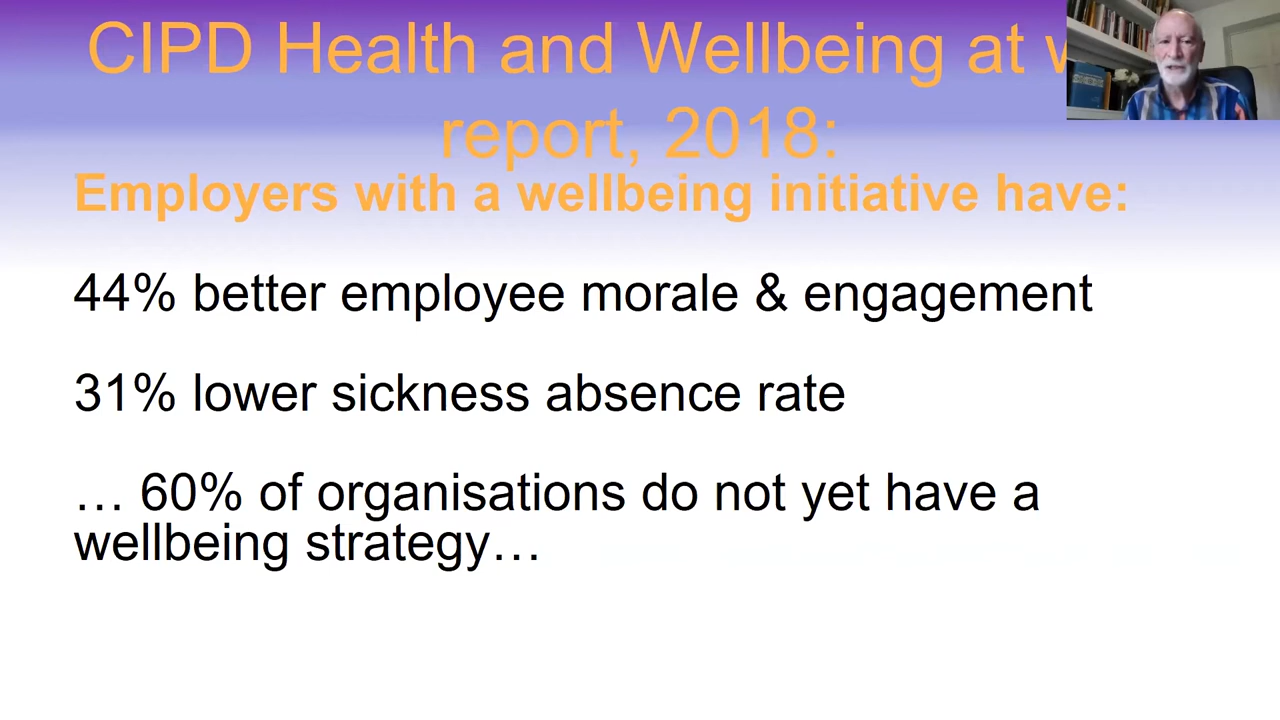 CIPD Health and Wellbeing at
report, 2018:
Employers with a wellbeing initiative have:
44% better employee morale & engagement
31% lower sickness absence rate
… 60% of organisations do not yet have a
wellbeing strategy…